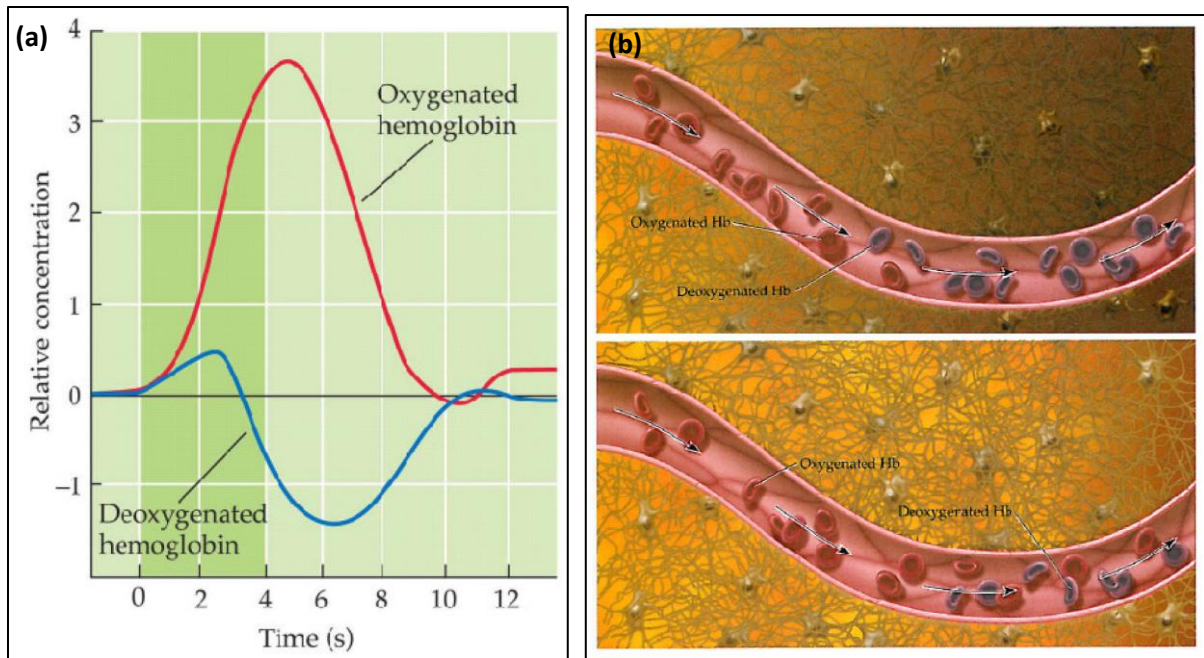 (a)
4
3
2
1
0
−1
Relative concentration
Oxygenated
hemoglobin
Deoxygenated
hemoglobin
0 2 4 6 8 10 12
Time (s)
(b)
Oxygenated Hb
Deoxygenated Hb
Oxygenated Hb
Deoxygenated Hb